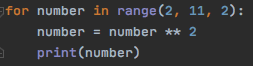 for number in range(2, 11, 2):
    number = number ** 2
    print(number)